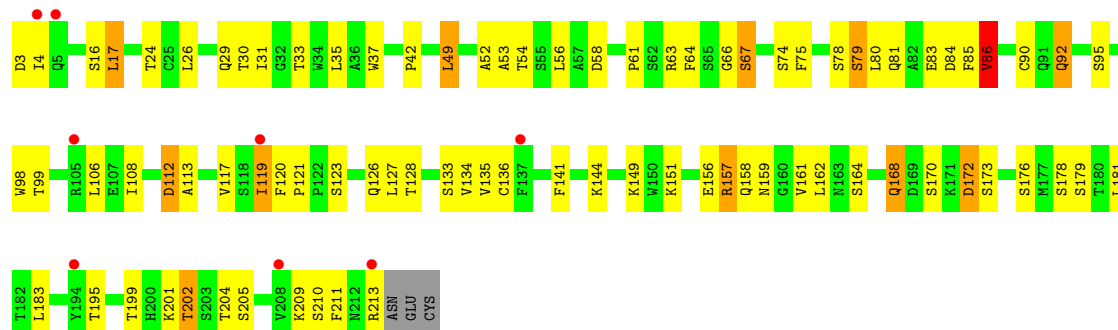 D3 I4 Q5 S16 L17 T24 C25 L26 Q29 T30 I31 G32 T33 W34 L35 A36 W37 P42 L49 A52 A53 T54 S55 L56 A57 D58 P61 S62 R63 F64 S65 G66 S67 S74 F75 S78 S79 L80 Q81 A82 E83 D84 F85 V86 C90 Q91 Q92 S95
W98 T99 R105 L106 E107 I108 D112 A113 V117 S118 I119 F120 P121 P122 S123 Q126 L127 T128 S133 V134 V135 C136 F137 F141 K144 K149 W150 K151 E156 R157 Q158 N159 G160 V161 L162 N163 S164 Q168 D169 S170 K171 D172 S173 S176 M177 S178 S179 T180 L181
T182 L183 Y194 T195 T199 H200 K201 T202 S203 T204 S205 V208 K209 S210 F211 N212 R213 ASN GLU CYS